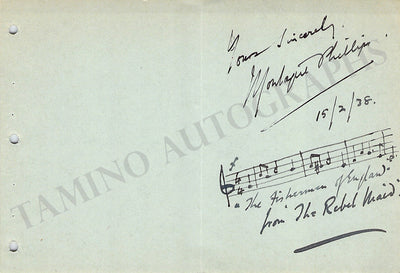 Yours Sincerely,
Montague Phillips.
15/2/38.
"The Fishermen of England"
from "The Rebel Maid".
TAMINO AUTOGRAPHS